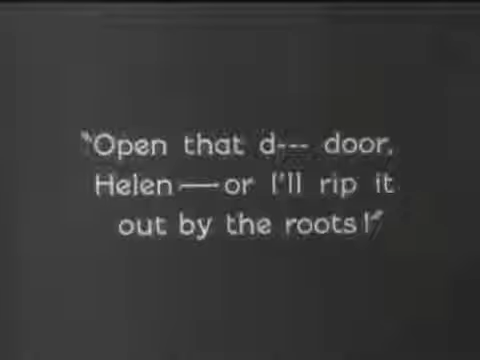 "Open that d--- door,
Helen—or I'll rip it
out by the roots!"